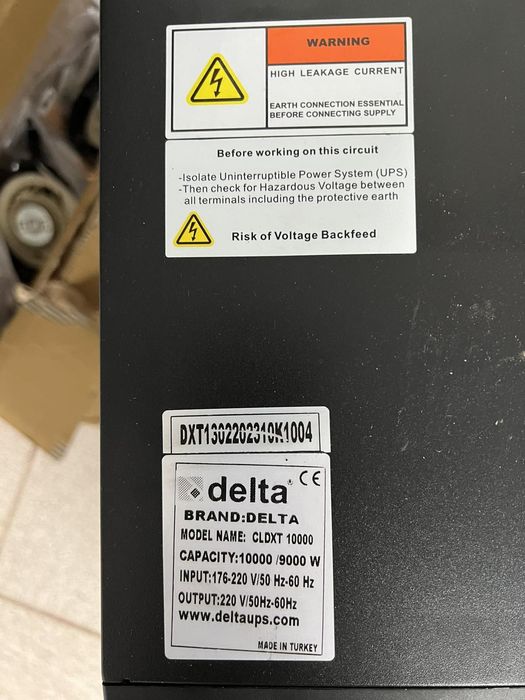 WARNING
HIGH LEAKAGE CURRENT
EARTH CONNECTION ESSENTIAL
BEFORE CONNECTING SUPPLY
Before working on this circuit
-Isolate Uninterruptible Power System (UPS)
-Then check for Hazardous Voltage between
all terminals including the protective earth
Risk of Voltage Backfeed
DXT1302202310K1004
delta CE
BRAND:DELTA
MODEL NAME: CLDXT 10000
CAPACITY:10000 /9000 W
INPUT:176-220 V/50 Hz-60 Hz
OUTPUT:220 V/50Hz-60Hz
www.deltaups.com
MADE IN TURKEY